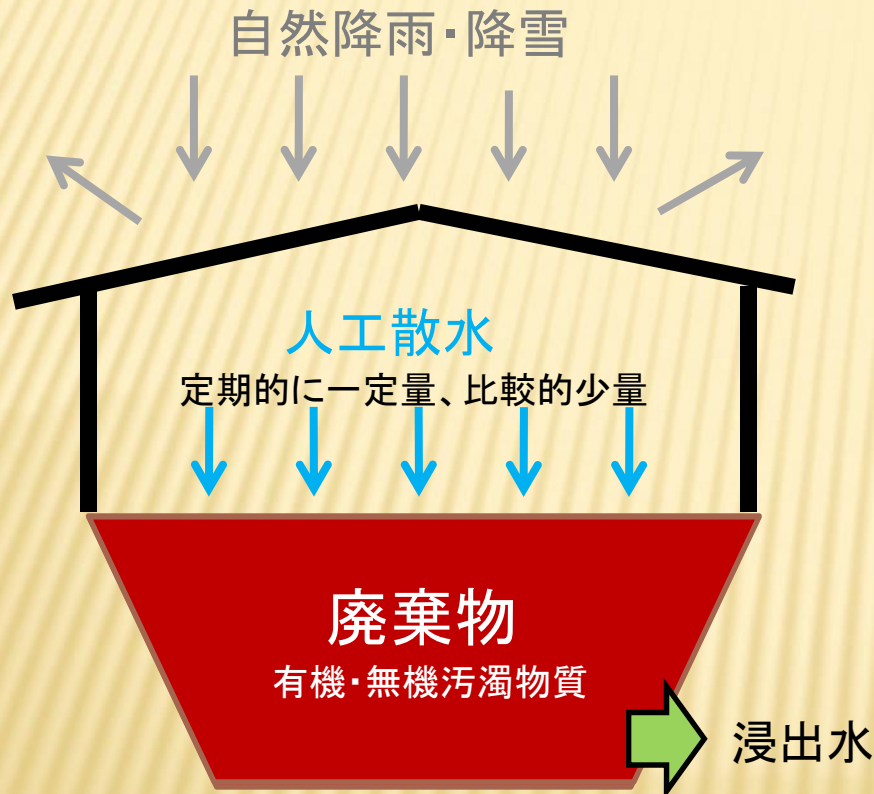 自然降雨・降雪
人工散水
定期的に一定量、比較的少量
廃棄物
有機・無機汚濁物質
浸出水